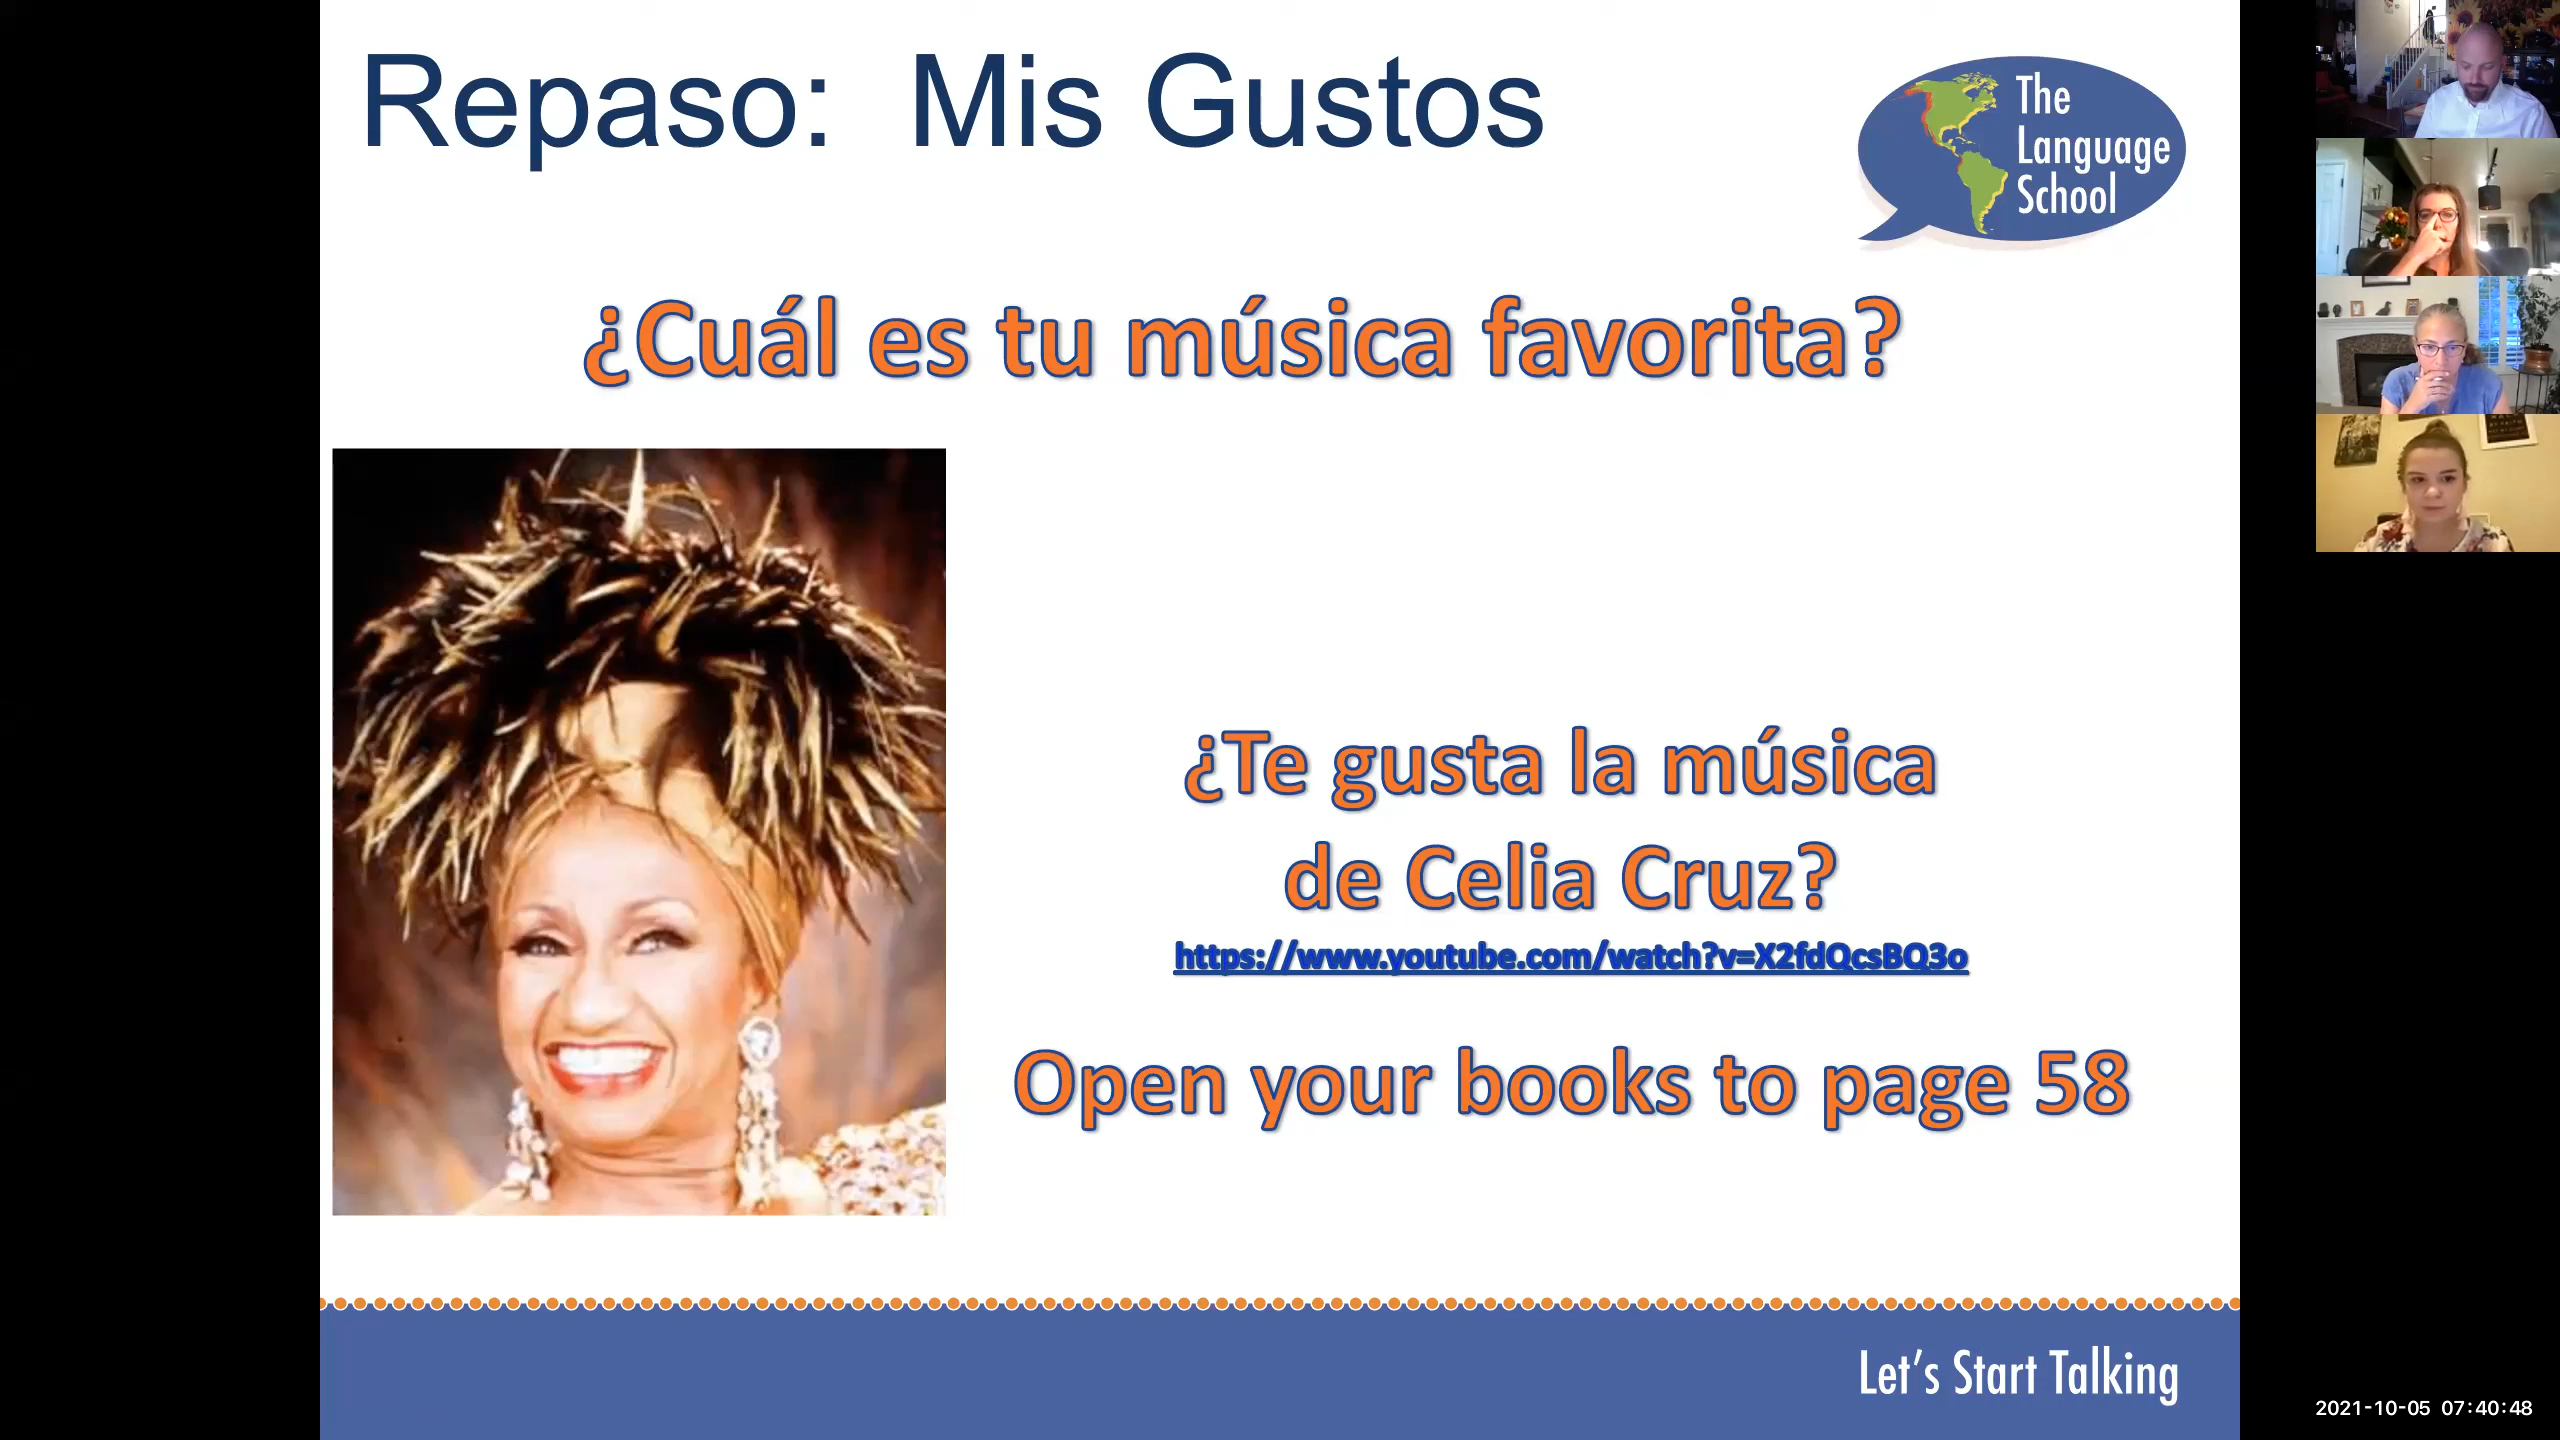 Repaso: Mis Gustos
The
Language
School
¿Cuál es tu música favorita?
¿Te gusta la música
de Celia Cruz?
https://www.youtube.com/watch?v=X2fdQcsBQ3o
Open your books to page 58
Let's Start Talking
2021-10-05 07:40:48